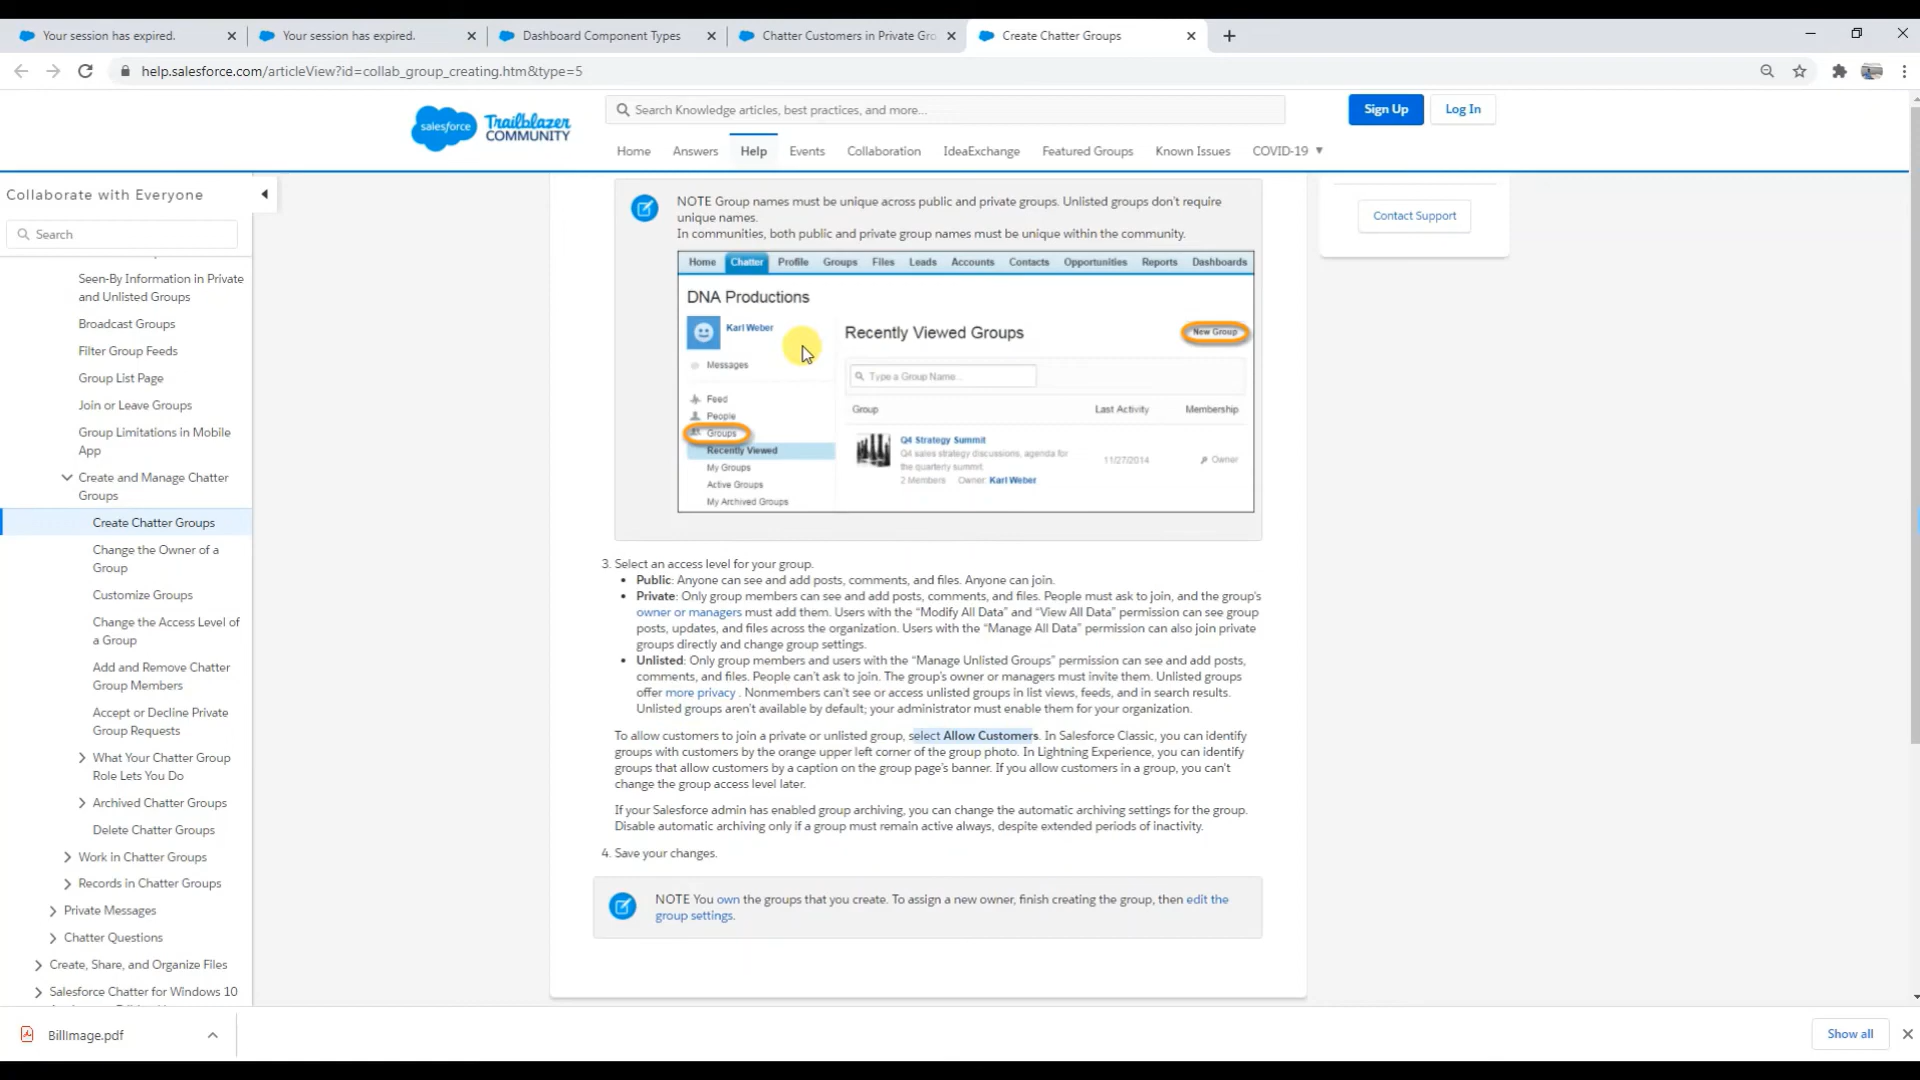 Your session has expired.
Your session has expired.
Dashboard Component Types
Chatter Customers in Private Gro
Create Chatter Groups
help.salesforce.com/articleView?id=collab_group_creating.htm&type=5
salesforce
Trailblazer
COMMUNITY
Search Knowledge articles, best practices, and more...
Sign Up
Log In
Home
Answers
Help
Events
Collaboration
IdeaExchange
Featured Groups
Known Issues
COVID-19
Collaborate with Everyone
Search
Seen-By Information in Private
and Unlisted Groups
Broadcast Groups
Filter Group Feeds
Group List Page
Join or Leave Groups
Group Limitations in Mobile
App
Create and Manage Chatter
Groups
Create Chatter Groups
Change the Owner of a
Group
Customize Groups
Change the Access Level of
a Group
Add and Remove Chatter
Group Members
Accept or Decline Private
Group Requests
What Your Chatter Group
Role Lets You Do
Archived Chatter Groups
Delete Chatter Groups
Work in Chatter Groups
Records in Chatter Groups
Private Messages
Chatter Questions
Create, Share, and Organize Files
Salesforce Chatter for Windows 10
NOTE Group names must be unique across public and private groups. Unlisted groups don't require
unique names.
In communities, both public and private group names must be unique within the community.
Home Chatter Profile Groups Files Leads Accounts Contacts Opportunities Reports Dashboards
DNA Productions
Karl Weber
Messages
Feed
People
Groups
Recently Viewed
My Groups
Active Groups
My Archived Groups
Recently Viewed Groups
New Group
Type a Group Name...
Group
Last Activity
Membership
Q4 Strategy Summit
Q4 sales strategy discussions, agenda for
the quarterly summit.
2 Members Owner: Karl Weber
11/27/2014
Owner
3. Select an access level for your group.
• Public: Anyone can see and add posts, comments, and files. Anyone can join.
• Private: Only group members can see and add posts, comments, and files. People must ask to join, and the group's
owner or managers must add them. Users with the “Modify All Data” and “View All Data” permission can see group
posts, updates, and files across the organization. Users with the “Manage All Data” permission can also join private
groups directly and change group settings.
• Unlisted: Only group members and users with the “Manage Unlisted Groups” permission can see and add posts,
comments, and files. People can't ask to join. The group's owner or managers must invite them. Unlisted groups
offer more privacy . Nonmembers can't see or access unlisted groups in list views, feeds, and in search results.
Unlisted groups aren't available by default; your administrator must enable them for your organization.
To allow customers to join a private or unlisted group, select Allow Customers. In Salesforce Classic, you can identify
groups with customers by the orange upper left corner of the group photo. In Lightning Experience, you can identify
groups that allow customers by a caption on the group page's banner. If you allow customers in a group, you can't
change the group access level later.
If your Salesforce admin has enabled group archiving, you can change the automatic archiving settings for the group.
Disable automatic archiving only if a group must remain active always, despite extended periods of inactivity.
4. Save your changes.
NOTE You own the groups that you create. To assign a new owner, finish creating the group, then edit the
group settings.
Contact Support
BillImage.pdf
Show all